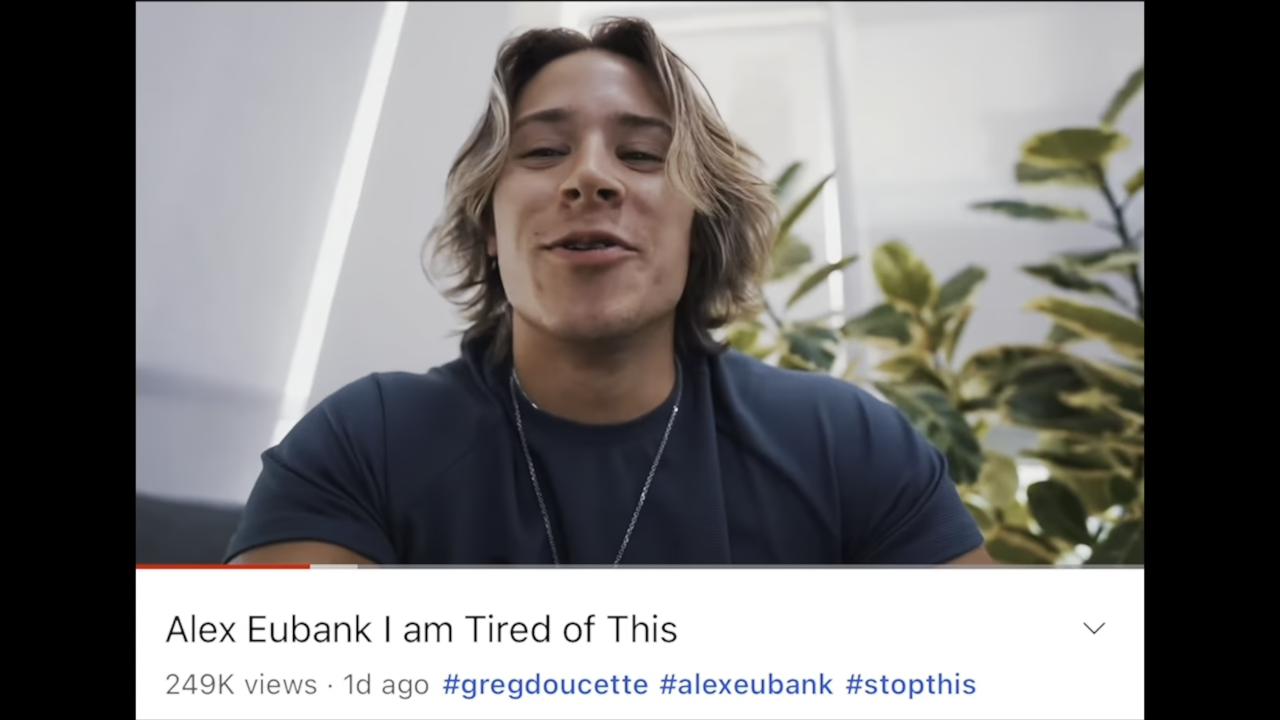 Alex Eubank I am Tired of This
249K views · 1d ago #gregdoucette #alexeubank #stopthis